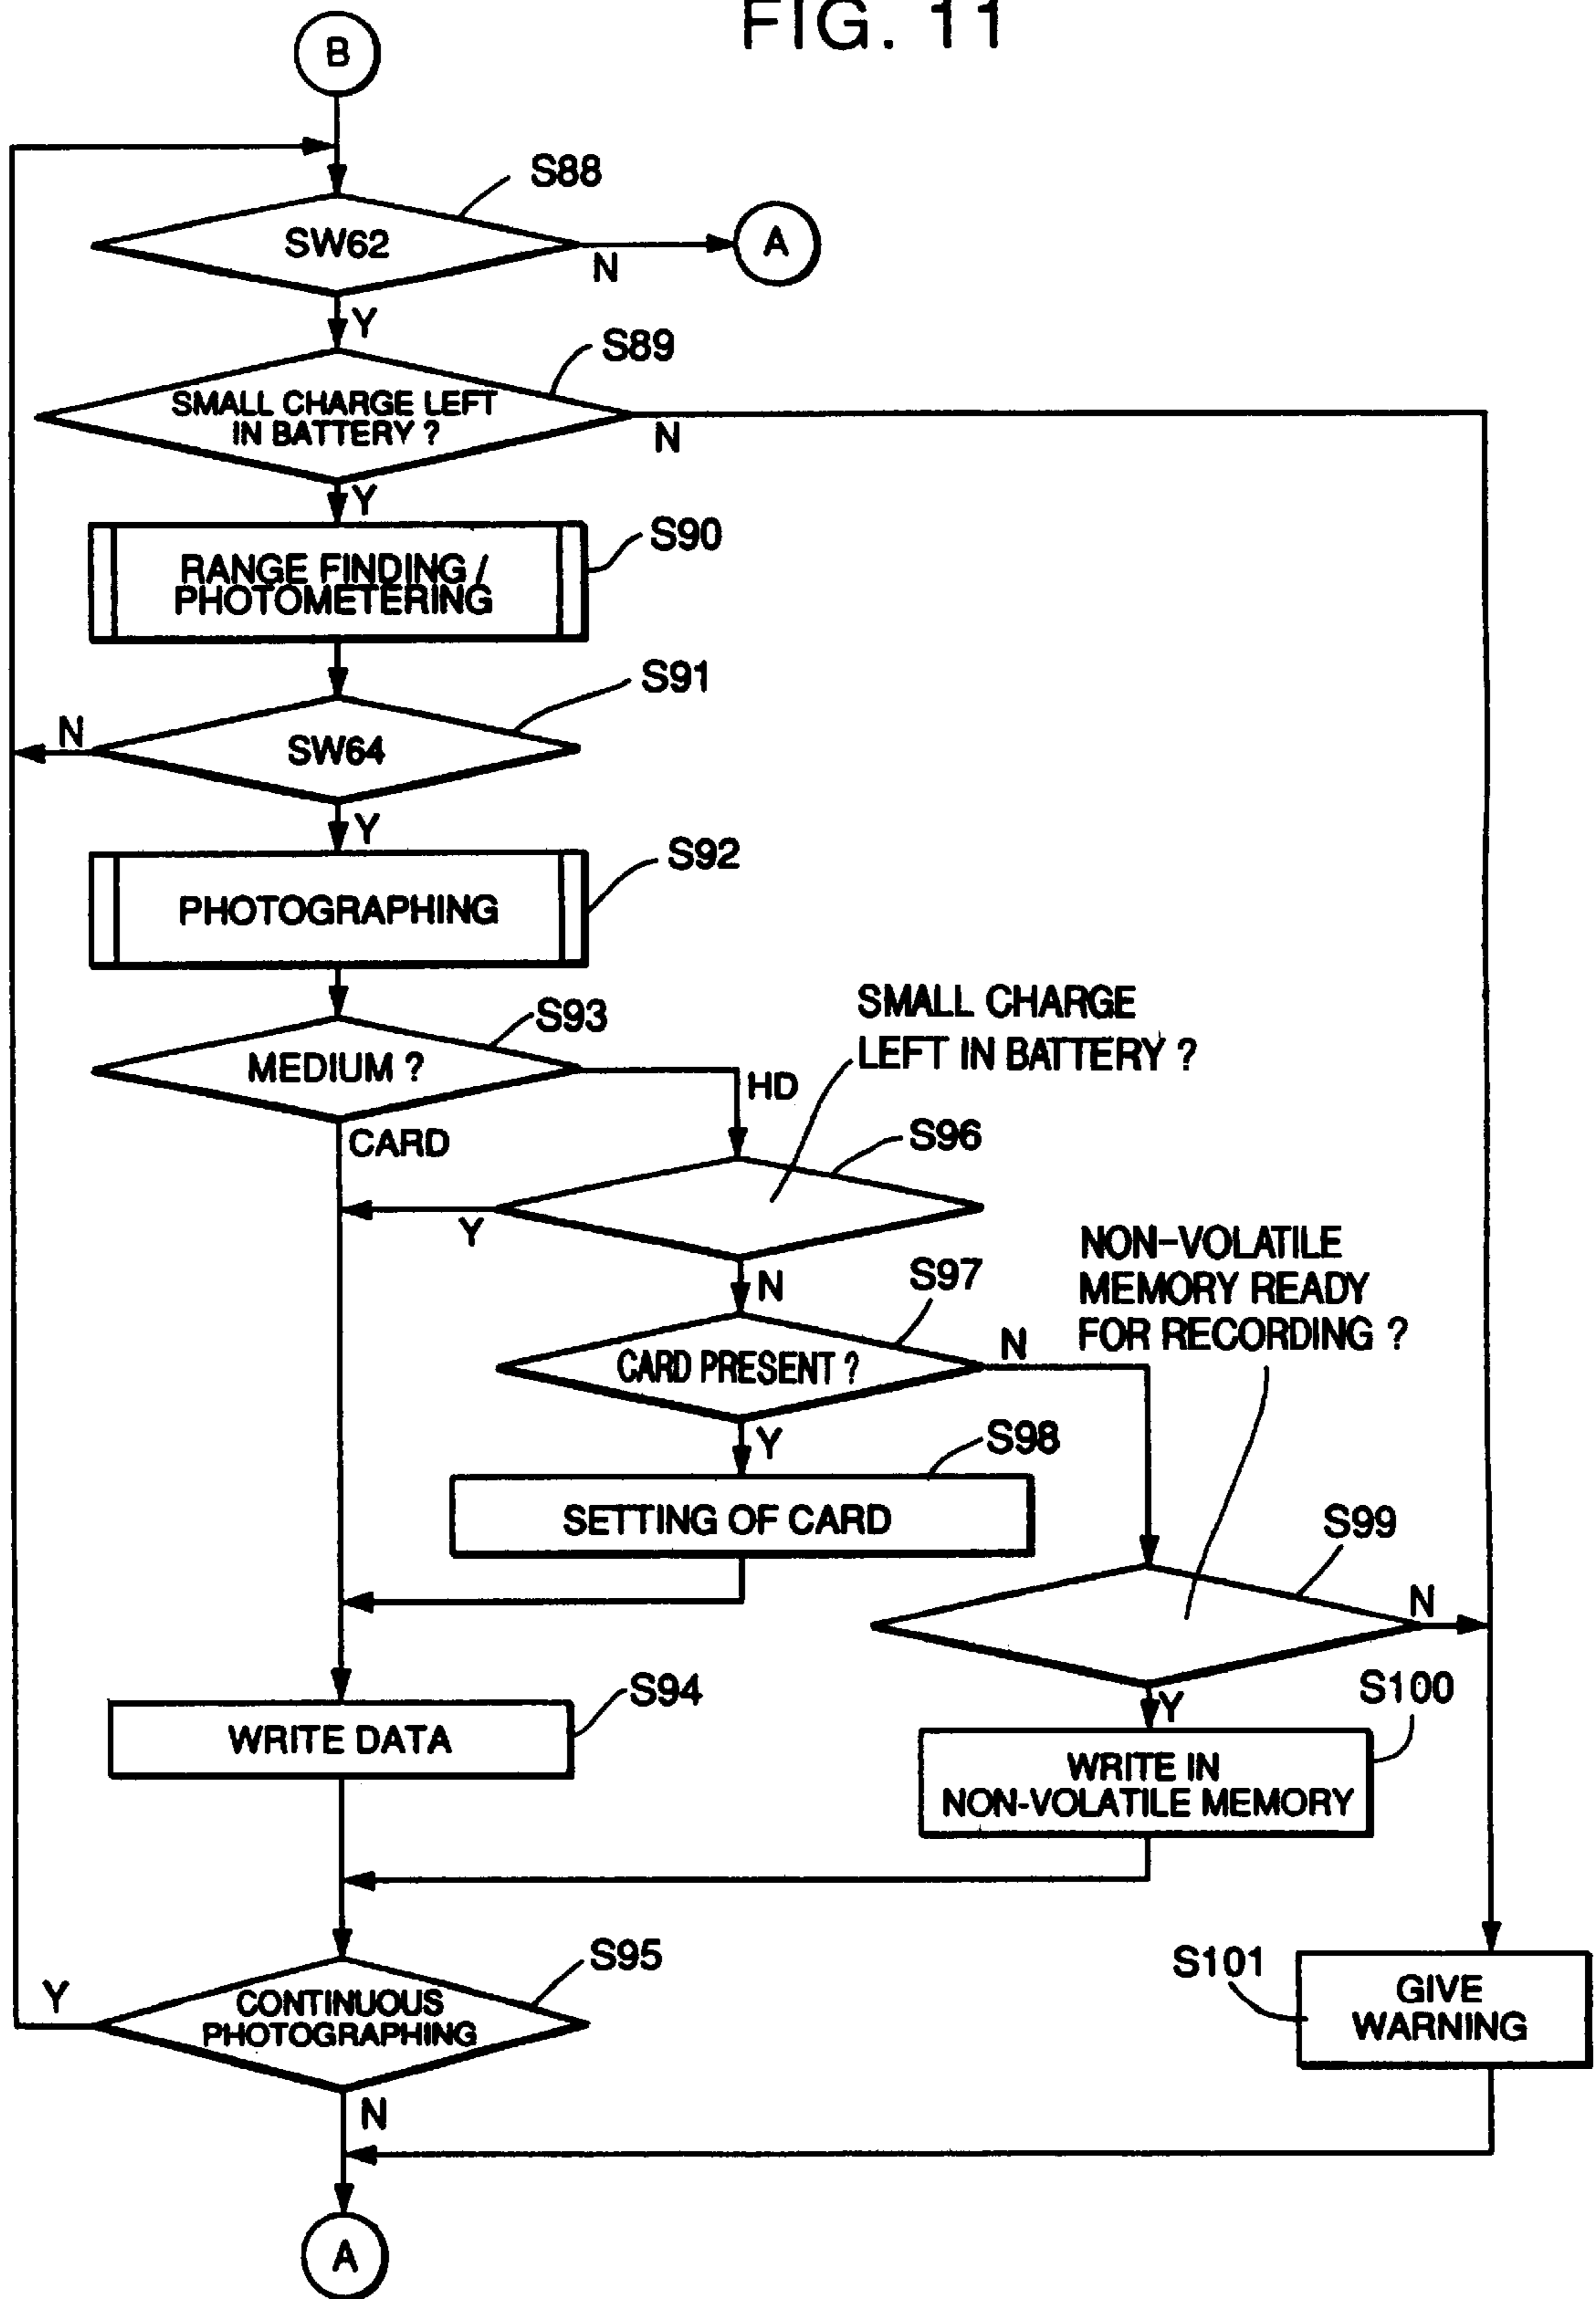 FIG. 11
B
S88
SW62
N
A
Y
S89
SMALL CHARGE LEFT
IN BATTERY ?
N
Y
S90
RANGE FINDING /
PHOTOMETERING
S91
N
SW64
Y
S92
PHOTOGRAPHING
SMALL CHARGE
LEFT IN BATTERY ?
S93
MEDIUM ?
HD
CARD
S96
Y
N
NON-VOLATILE
MEMORY READY
FOR RECORDING ?
S97
CARD PRESENT ?
N
Y
S98
SETTING OF CARD
S99
N
Y
S94
WRITE DATA
S100
WRITE IN
NON-VOLATILE MEMORY
S95
Y
CONTINUOUS
PHOTOGRAPHING
N
S101
GIVE
WARNING
A